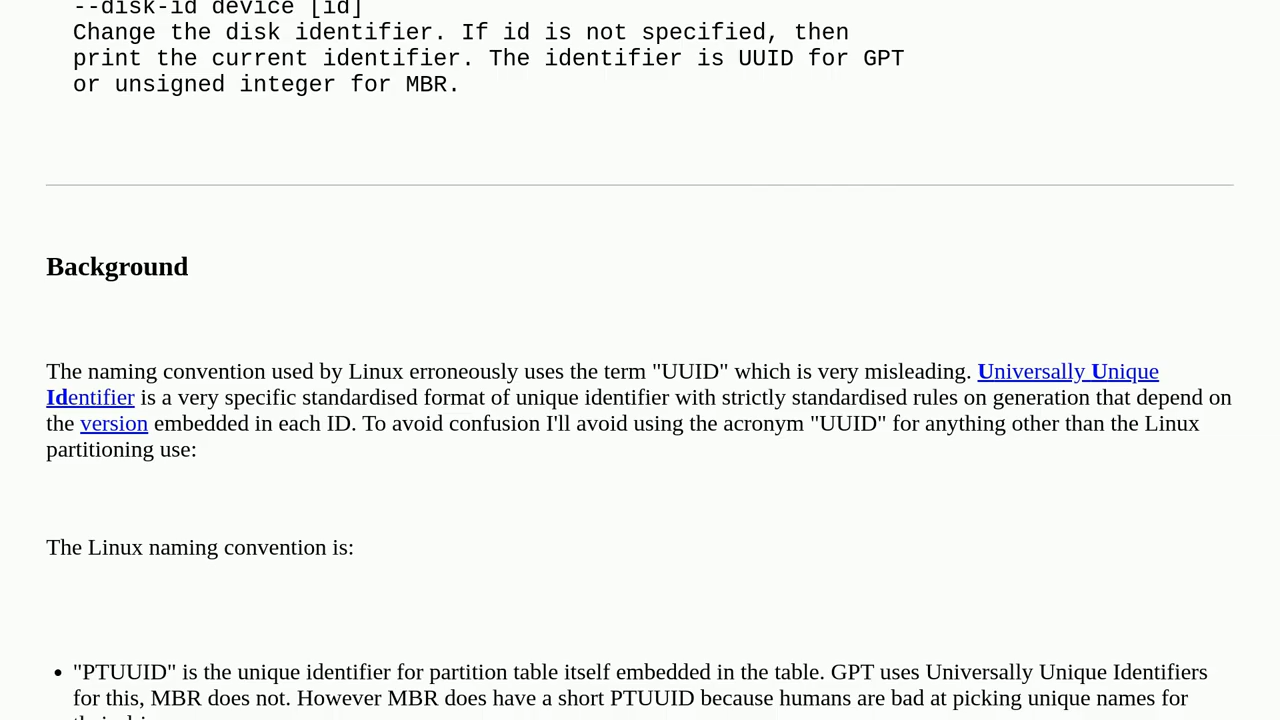 --disk-id device [id]
Change the disk identifier. If id is not specified, then
print the current identifier. The identifier is UUID for GPT
or unsigned integer for MBR.
Background
The naming convention used by Linux erroneously uses the term "UUID" which is very misleading. Universally Unique
Identifier is a very specific standardised format of unique identifier with strictly standardised rules on generation that depend on
the version embedded in each ID. To avoid confusion I'll avoid using the acronym "UUID" for anything other than the Linux
partitioning use:
The Linux naming convention is:
• "PTUUID" is the unique identifier for partition table itself embedded in the table. GPT uses Universally Unique Identifiers
for this, MBR does not. However MBR does have a short PTUUID because humans are bad at picking unique names for